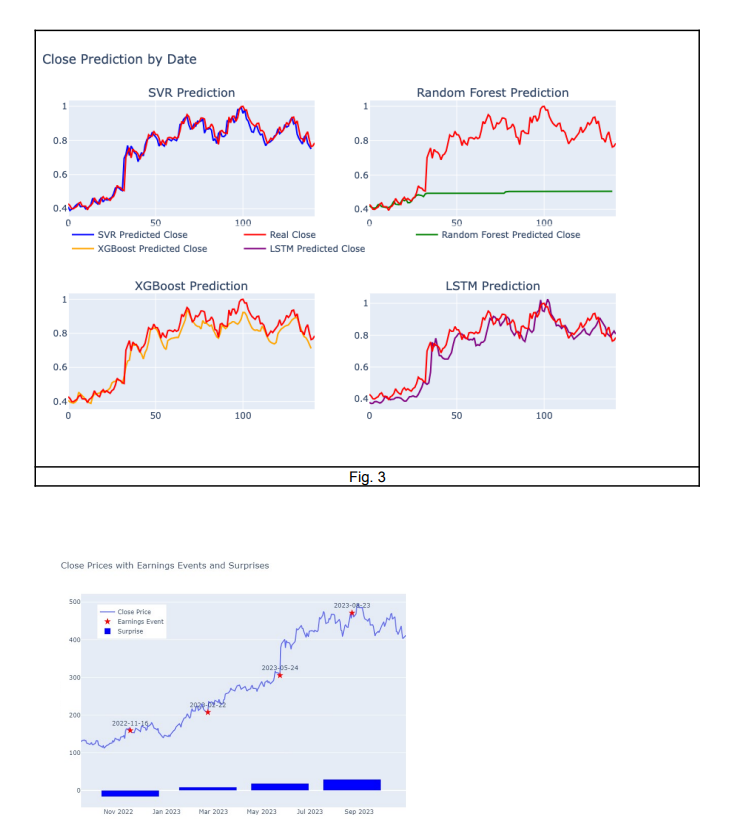 Close Prediction by Date
SVR Prediction
Random Forest Prediction
1
0.8
0.6
0.4
0 50 100
1
0.8
0.6
0.4
0 50 100
SVR Predicted Close
Real Close
Random Forest Predicted Close
XGBoost Predicted Close
LSTM Predicted Close
XGBoost Prediction
LSTM Prediction
1
0.8
0.6
0.4
0 50 100
1
0.8
0.6
0.4
0 50 100
Fig. 3
Close Prices with Earnings Events and Surprises
500
400
300
200
100
0
Close Price
Earnings Event
Surprise
2022-11-16
2023-02-22
2023-05-24
2023-08-23
Nov 2022 Jan 2023 Mar 2023 May 2023 Jul 2023 Sep 2023